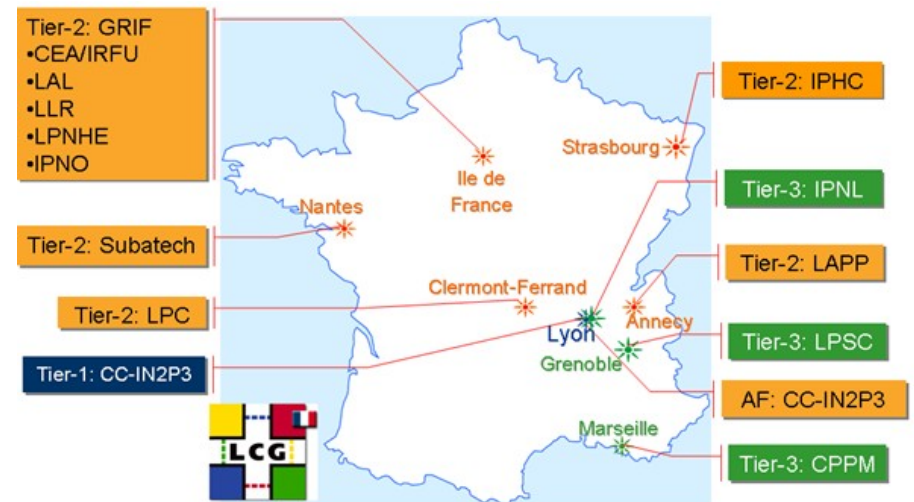 Tier-2: GRIF
•CEA/IRFU
•LAL
•LLR
•LPNHE
•IPNO
Tier-2: Subatech
Tier-2: LPC
Tier-1: CC-IN2P3
Strasbourg
Ile de
France
Nantes
Clermont-Ferrand
Annecy
Lyon
Grenoble
Marseille
LCG
Tier-2: IPHC
Tier-3: IPNL
Tier-2: LAPP
Tier-3: LPSC
AF: CC-IN2P3
Tier-3: CPPM